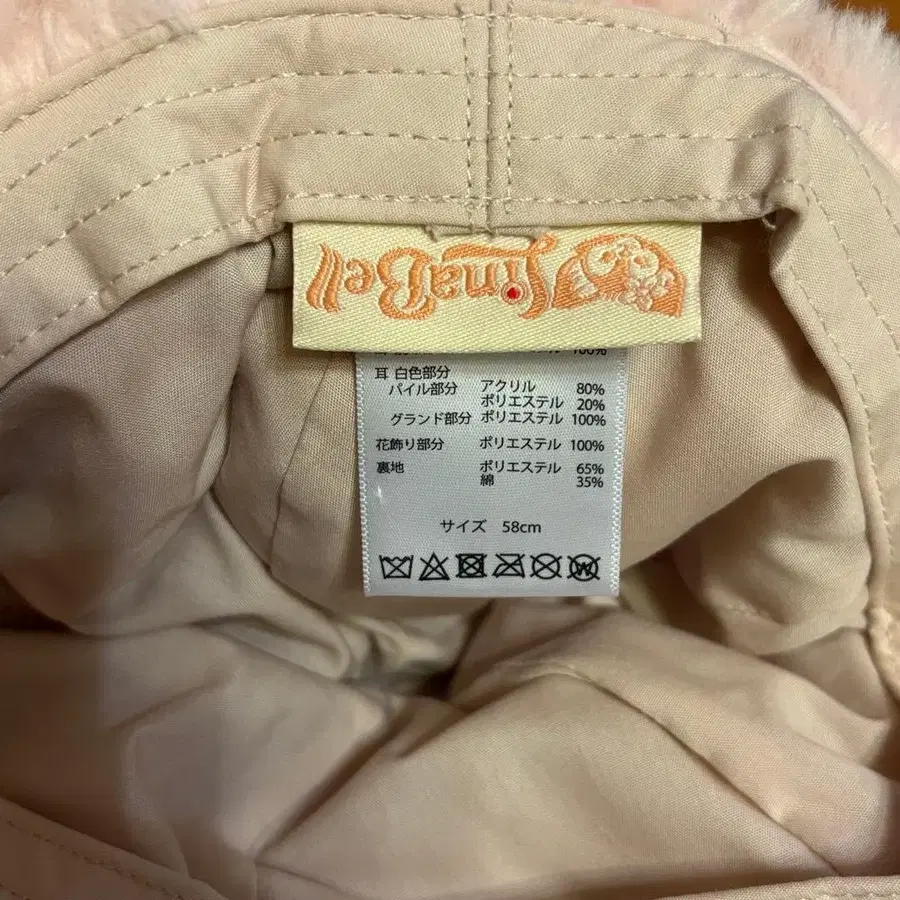 LinaBell
100%
耳 白色部分
パイル部分 アクリル 80%
ポリエステル 20%
グランド部分 ポリエステル 100%
花飾り部分 ポリエステル 100%
裏地 ポリエステル 65%
綿 35%
サイズ 58cm